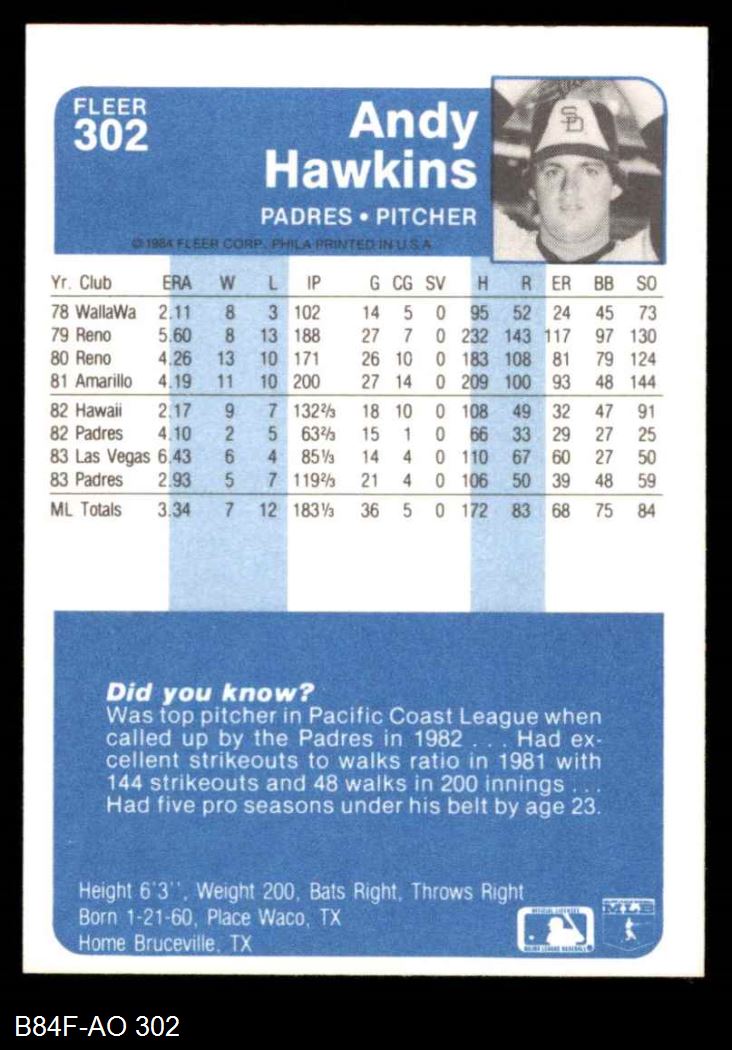 FLEER
302
Andy
Hawkins
PADRES • PITCHER
© 1984 FLEER CORP. PHILA PRINTED IN U.S.A.
SD
Yr. Club ERA W L IP G CG SV H R ER BB SO
78 WallaWa 2.11 8 3 102 14 5 0 95 52 24 45 73
79 Reno 5.60 8 13 188 27 7 0 232 143 117 97 130
80 Reno 4.26 13 10 171 26 10 0 183 108 81 79 124
81 Amarillo 4.19 11 10 200 27 14 0 209 100 93 48 144
82 Hawaii 2.17 9 7 132⅔ 18 10 0 108 49 32 47 91
82 Padres 4.10 2 5 63⅔ 15 1 0 66 33 29 27 25
83 Las Vegas 6.43 6 4 85⅓ 14 4 0 110 67 60 27 50
83 Padres 2.93 5 7 119⅔ 21 4 0 106 50 39 48 59
ML Totals 3.34 7 12 183⅓ 36 5 0 172 83 68 75 84
Did you know?
Was top pitcher in Pacific Coast League when
called up by the Padres in 1982 . . . Had ex-
cellent strikeouts to walks ratio in 1981 with
144 strikeouts and 48 walks in 200 innings . . .
Had five pro seasons under his belt by age 23.
Height 6'3'', Weight 200, Bats Right, Throws Right
Born 1-21-60, Place Waco, TX
Home Bruceville, TX
OFFICIAL LICENSEE
MAJOR LEAGUE BASEBALL
B84F-AO 302